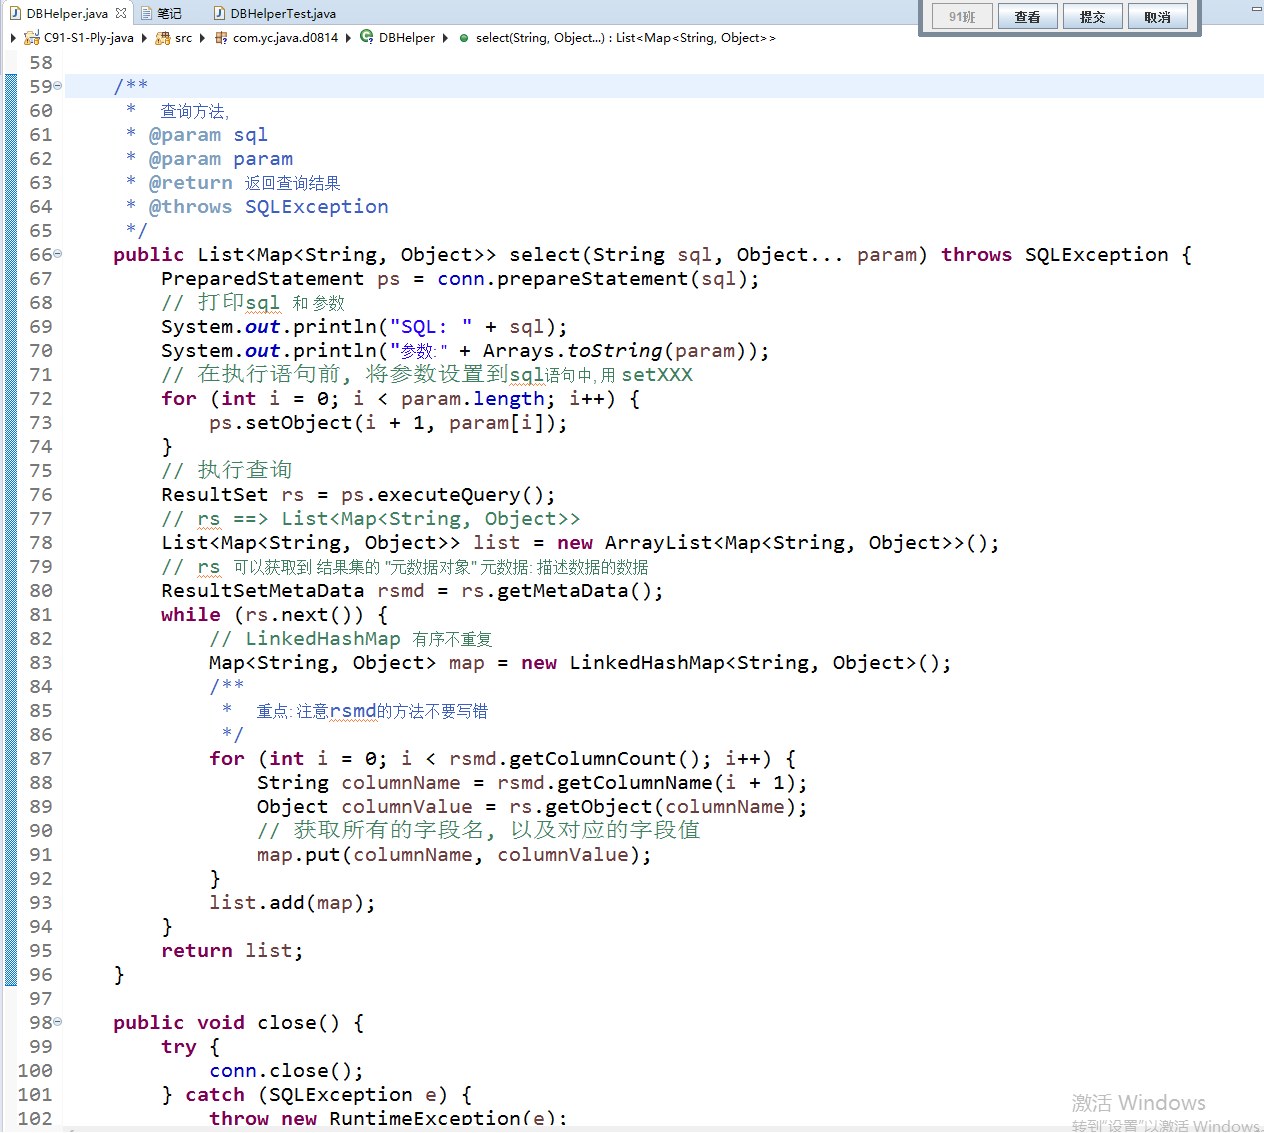 DBHelper.java 笔记 DBHelperTest.java 91班 查看 提交 取消
C91-S1-Ply-java src com.yc.java.d0814 DBHelper select(String, Object...) : List<Map<String, Object>>
58
59 /**
60 * 查询方法,
61 * @param sql
62 * @param param
63 * @return 返回查询结果
64 * @throws SQLException
65 */
66 public List<Map<String, Object>> select(String sql, Object... param) throws SQLException {
67 PreparedStatement ps = conn.prepareStatement(sql);
68 // 打印sql 和 参数
69 System.out.println("SQL: " + sql);
70 System.out.println("参数:" + Arrays.toString(param));
71 // 在执行语句前, 将参数设置到sql语句中, 用 setXXX
72 for (int i = 0; i < param.length; i++) {
73 ps.setObject(i + 1, param[i]);
74 }
75 // 执行查询
76 ResultSet rs = ps.executeQuery();
77 // rs ==> List<Map<String, Object>>
78 List<Map<String, Object>> list = new ArrayList<Map<String, Object>>();
79 // rs 可以获取到 结果集的 "元数据对象" 元数据: 描述数据的数据
80 ResultSetMetaData rsmd = rs.getMetaData();
81 while (rs.next()) {
82 // LinkedHashMap 有序不重复
83 Map<String, Object> map = new LinkedHashMap<String, Object>();
84 /**
85 * 重点: 注意rsmd的方法不要写错
86 */
87 for (int i = 0; i < rsmd.getColumnCount(); i++) {
88 String columnName = rsmd.getColumnName(i + 1);
89 Object columnValue = rs.getObject(columnName);
90 // 获取所有的字段名, 以及对应的字段值
91 map.put(columnName, columnValue);
92 }
93 list.add(map);
94 }
95 return list;
96 }
97
98 public void close() {
99 try {
100 conn.close();
101 } catch (SQLException e) {
102 throw new RuntimeException(e);
激活 Windows
转到"设置"以激活 Windows。